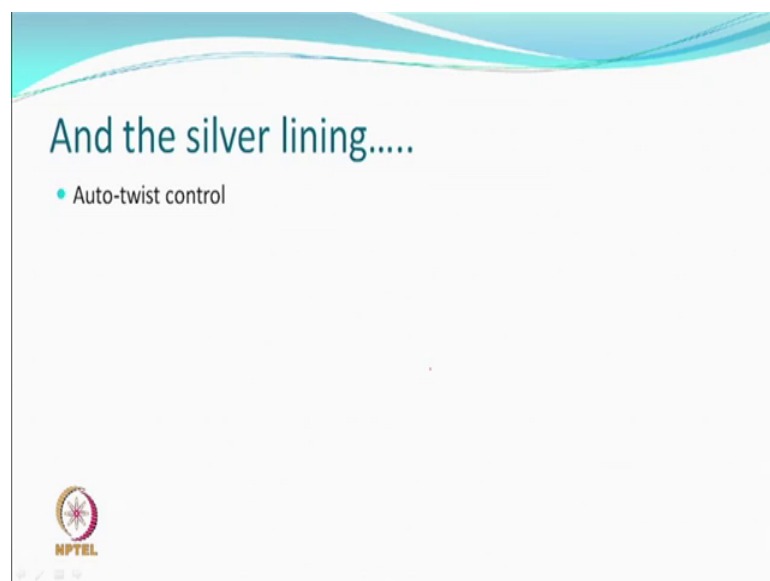 And the silver lining.....
Auto-twist control
NPTEL